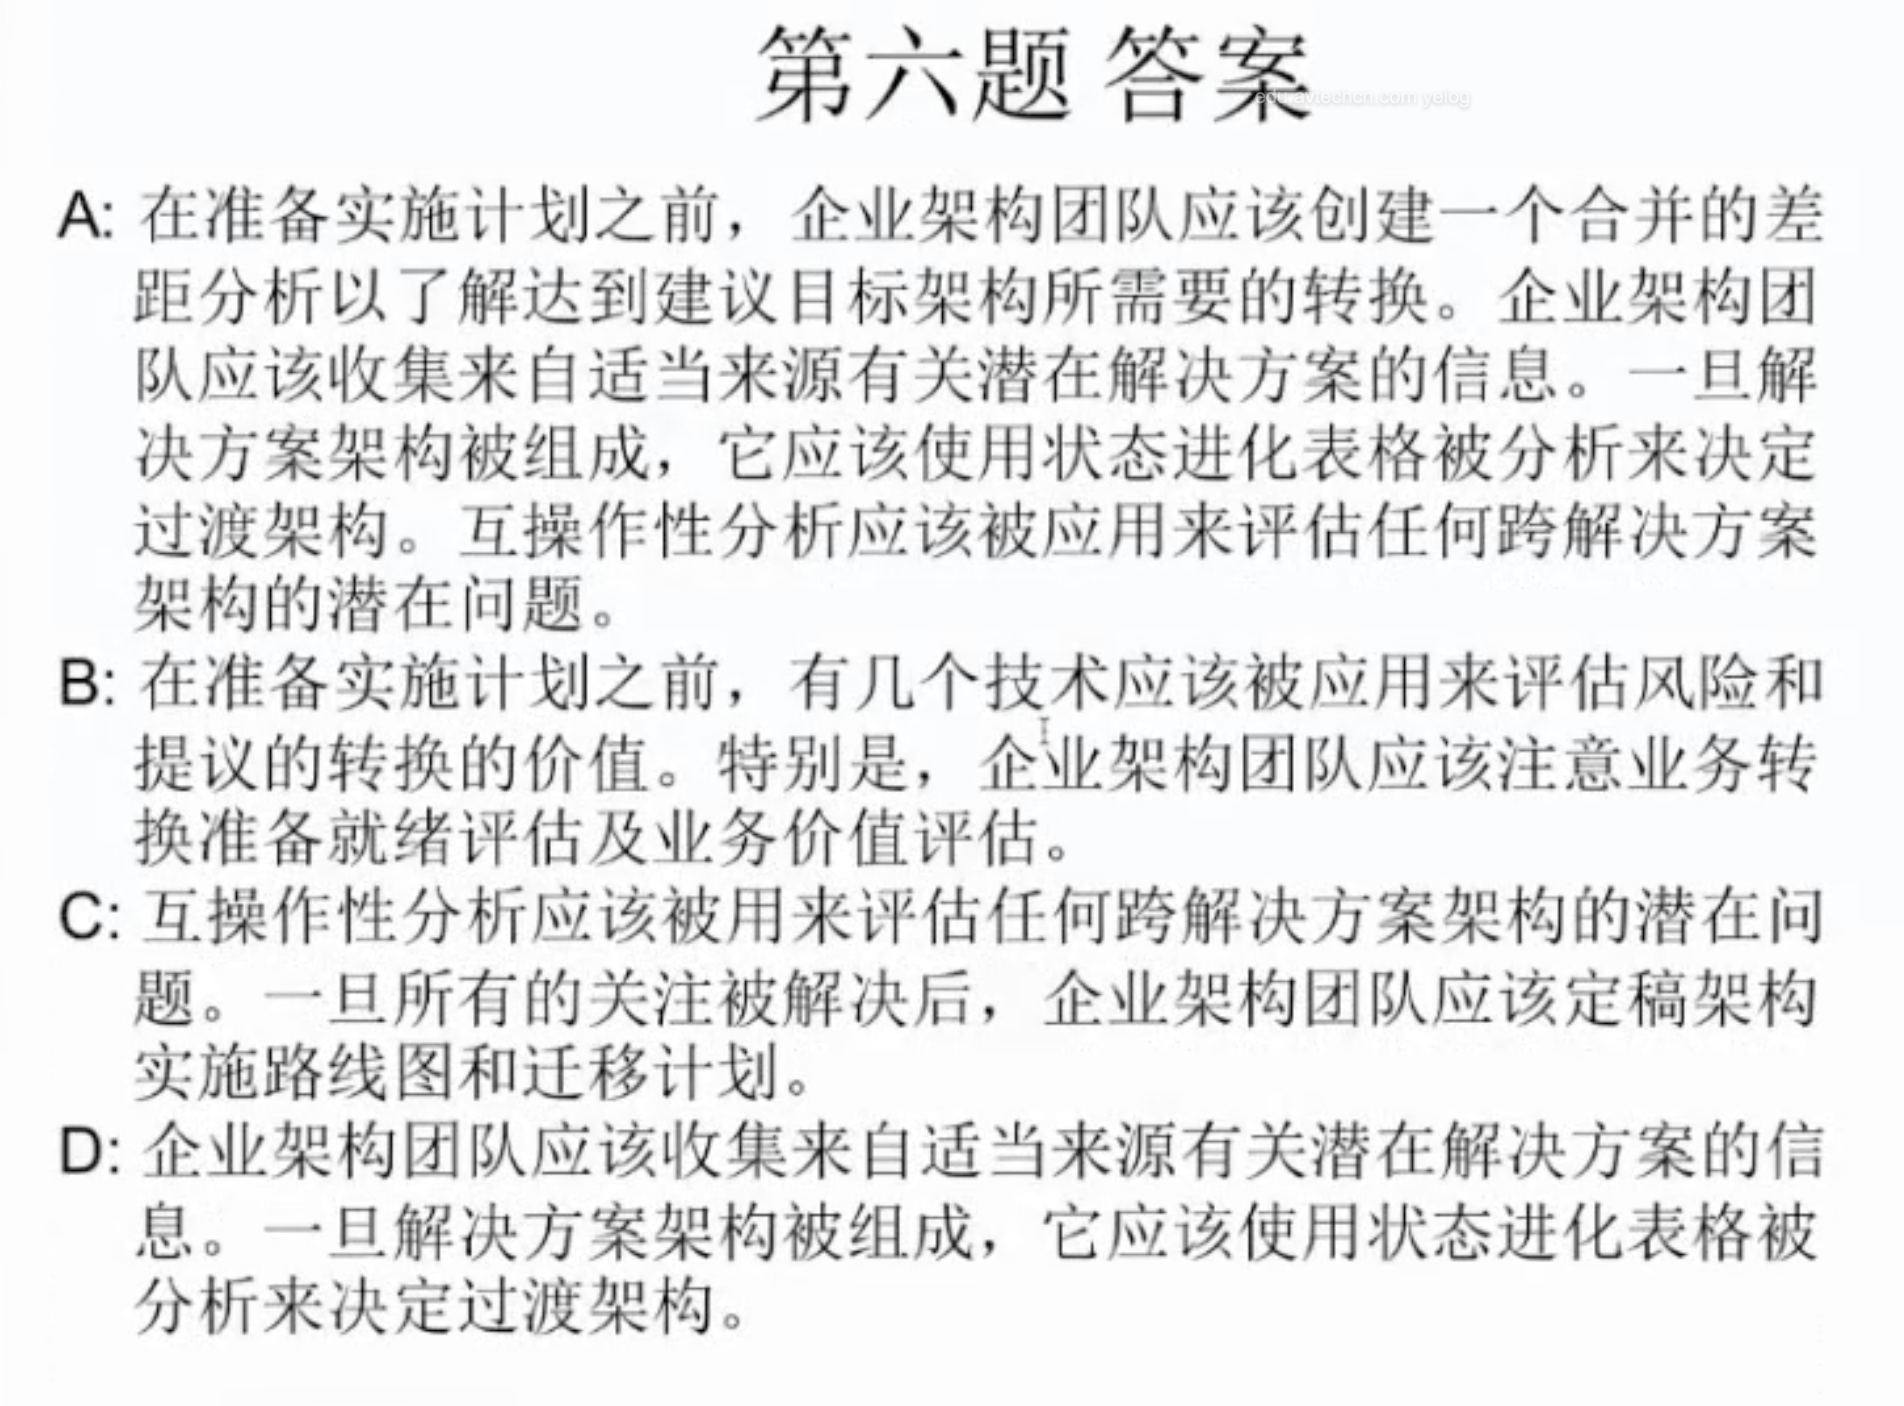 第六题 答案
edu.avtechcn.com yelog
A: 在准备实施计划之前，企业架构团队应该创建一个合并的差
距分析以了解达到建议目标架构所需要的转换。企业架构团
队应该收集来自适当来源有关潜在解决方案的信息。一旦解
决方案架构被组成，它应该使用状态进化表格被分析来决定
过渡架构。互操作性分析应该被应用来评估任何跨解决方案
架构的潜在问题。
B: 在准备实施计划之前，有几个技术应该被应用来评估风险和
提议的转换的价值。特别是，企业架构团队应该注意业务转
换准备就绪评估及业务价值评估。
C: 互操作性分析应该被用来评估任何跨解决方案架构的潜在问
题。一旦所有的关注被解决后，企业架构团队应该定稿架构
实施路线图和迁移计划。
D: 企业架构团队应该收集来自适当来源有关潜在解决方案的信
息。一旦解决方案架构被组成，它应该使用状态进化表格被
分析来决定过渡架构。